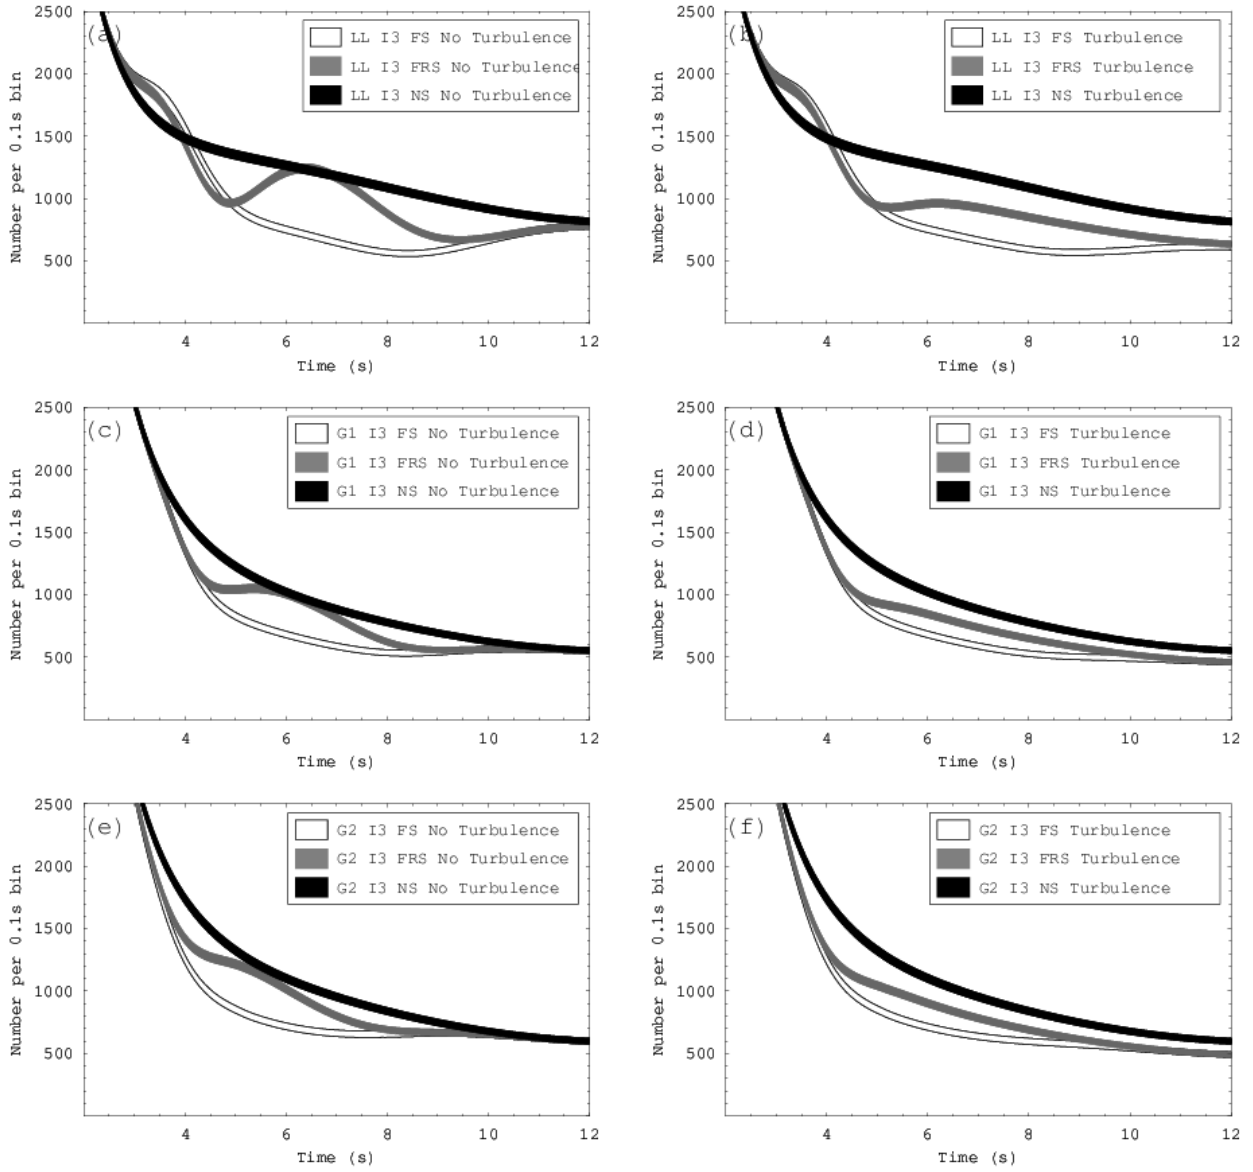 2500
2000
1500
1000
500
Number per 0.1s bin
(a)
LL I3 FS No Turbulence
LL I3 FRS No Turbulence
LL I3 NS No Turbulence
4 6 8 10 12
Time (s)
2500
2000
1500
1000
500
Number per 0.1s bin
(b)
LL I3 FS Turbulence
LL I3 FRS Turbulence
LL I3 NS Turbulence
4 6 8 10 12
Time (s)
2500
2000
1500
1000
500
Number per 0.1s bin
(c)
G1 I3 FS No Turbulence
G1 I3 FRS No Turbulence
G1 I3 NS No Turbulence
4 6 8 10 12
Time (s)
2500
2000
1500
1000
500
Number per 0.1s bin
(d)
G1 I3 FS Turbulence
G1 I3 FRS Turbulence
G1 I3 NS Turbulence
4 6 8 10 12
Time (s)
2500
2000
1500
1000
500
Number per 0.1s bin
(e)
G2 I3 FS No Turbulence
G2 I3 FRS No Turbulence
G2 I3 NS No Turbulence
4 6 8 10 12
Time (s)
2500
2000
1500
1000
500
Number per 0.1s bin
(f)
G2 I3 FS Turbulence
G2 I3 FRS Turbulence
G2 I3 NS Turbulence
4 6 8 10 12
Time (s)